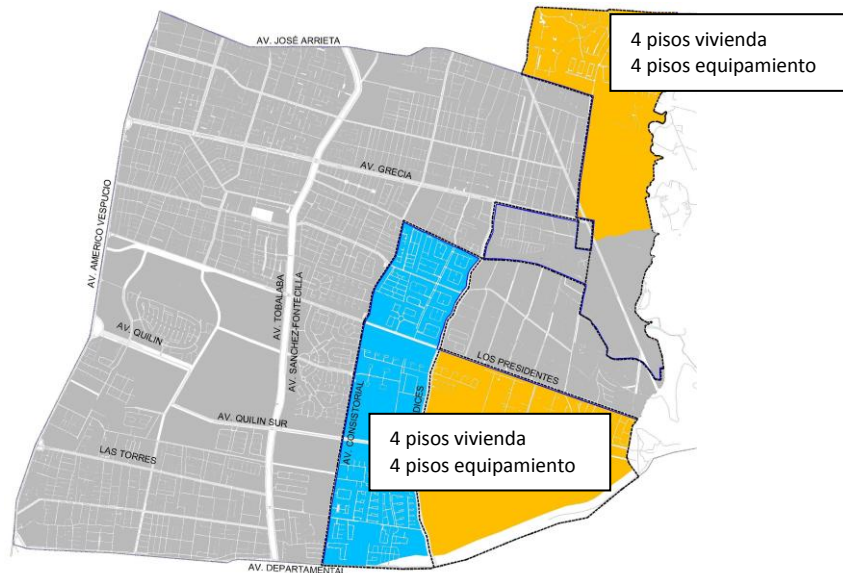 4 pisos vivienda
4 pisos equipamiento
AV. JOSÉ ARRIETA
AV. GRECIA
AV. AMERICO VESPUCIO
AV. TOBALABA
AV. SANCHEZ-FONTECILLA
AV. QUILIN
LOS PRESIDENTES
AV. CONSISTORIAL
DICES
AV. QUILIN SUR
LAS TORRES
4 pisos vivienda
4 pisos equipamiento
AV. DEPARTAMENTAL